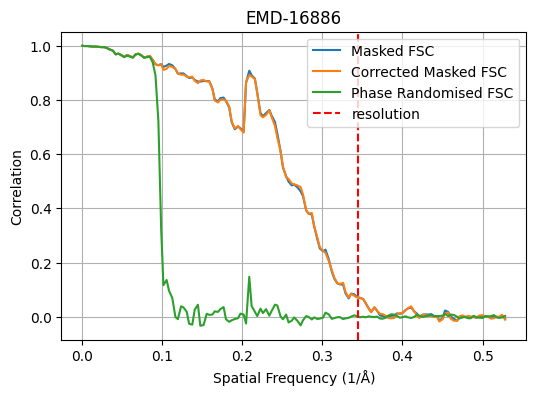 EMD-16886
Masked FSC
Corrected Masked FSC
Phase Randomised FSC
resolution
Correlation
1.0
0.8
0.6
0.4
0.2
0.0
0.0 0.1 0.2 0.3 0.4 0.5
Spatial Frequency (1/Å)